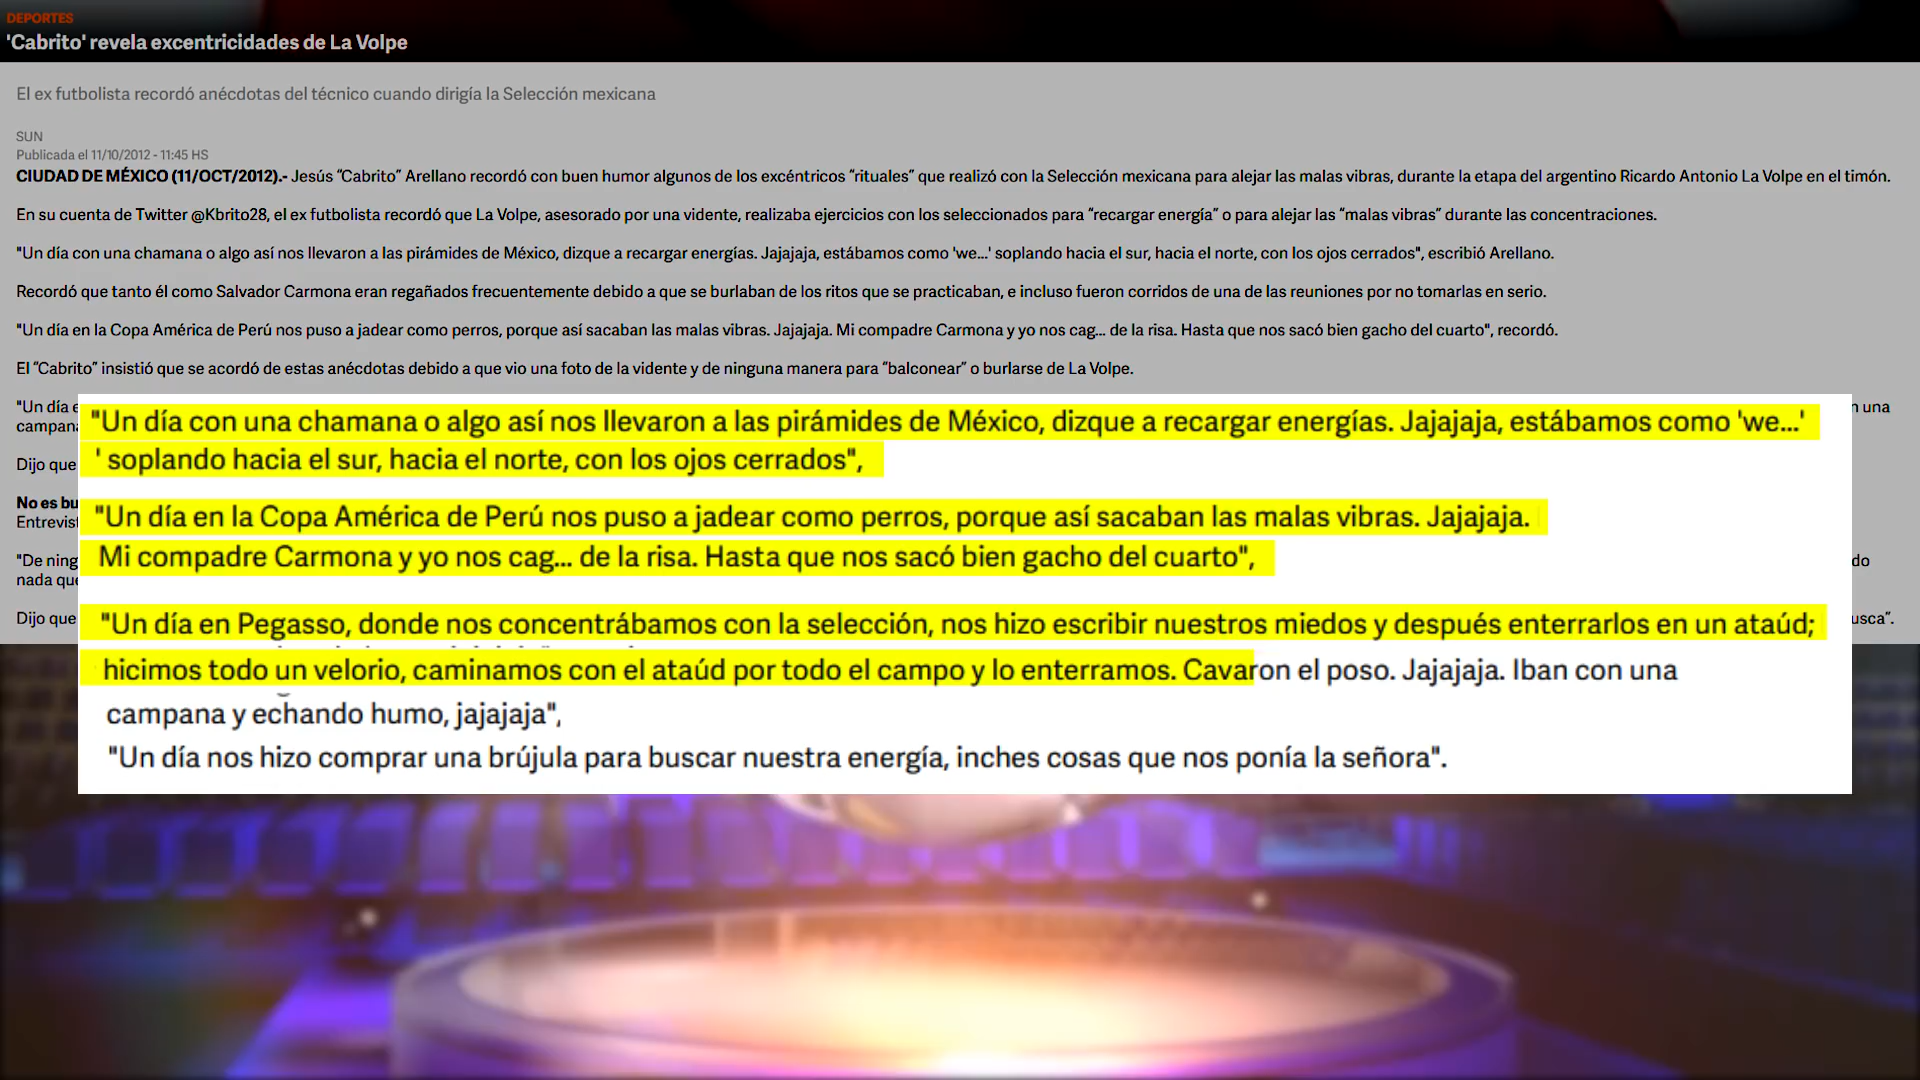 DEPORTES
'Cabrito' revela excentricidades de La Volpe
El ex futbolista recordó anécdotas del técnico cuando dirigía la Selección mexicana
SUN
Publicada el 11/10/2012 - 11:45 HS
CIUDAD DE MÉXICO (11/OCT/2012).- Jesús “Cabrito” Arellano recordó con buen humor algunos de los excéntricos “rituales” que realizó con la Selección mexicana para alejar las malas vibras, durante la etapa del argentino Ricardo Antonio La Volpe en el timón.
En su cuenta de Twitter @Kbrito28, el ex futbolista recordó que La Volpe, asesorado por una vidente, realizaba ejercicios con los seleccionados para “recargar energía” o para alejar las “malas vibras” durante las concentraciones.
"Un día con una chamana o algo así nos llevaron a las pirámides de México, dizque a recargar energías. Jajajaja, estábamos como 'we...' soplando hacia el sur, hacia el norte, con los ojos cerrados", escribió Arellano.
Recordó que tanto él como Salvador Carmona eran regañados frecuentemente debido a que se burlaban de los ritos que se practicaban, e incluso fueron corridos de una de las reuniones por no tomarlas en serio.
"Un día en la Copa América de Perú nos puso a jadear como perros, porque así sacaban las malas vibras. Jajajaja. Mi compadre Carmona y yo nos cag... de la risa. Hasta que nos sacó bien gacho del cuarto", recordó.
El “Cabrito” insistió que se acordó de estas anécdotas debido a que vio una foto de la vidente y de ninguna manera para “balconear” o burlarse de La Volpe.
"Un día e
n una
campana
Dijo que
No es bu
Entrevis
"De ning
do
nada que
Dijo que
usca”.
"Un día con una chamana o algo así nos llevaron a las pirámides de México, dizque a recargar energías. Jajajaja, estábamos como 'we...'
' soplando hacia el sur, hacia el norte, con los ojos cerrados",
"Un día en la Copa América de Perú nos puso a jadear como perros, porque así sacaban las malas vibras. Jajajaja.
Mi compadre Carmona y yo nos cag... de la risa. Hasta que nos sacó bien gacho del cuarto",
"Un día en Pegasso, donde nos concentrábamos con la selección, nos hizo escribir nuestros miedos y después enterrarlos en un ataúd;
hicimos todo un velorio, caminamos con el ataúd por todo el campo y lo enterramos. Cavaron el poso. Jajajaja. Iban con una
campana y echando humo, jajajaja",
"Un día nos hizo comprar una brújula para buscar nuestra energía, inches cosas que nos ponía la señora".